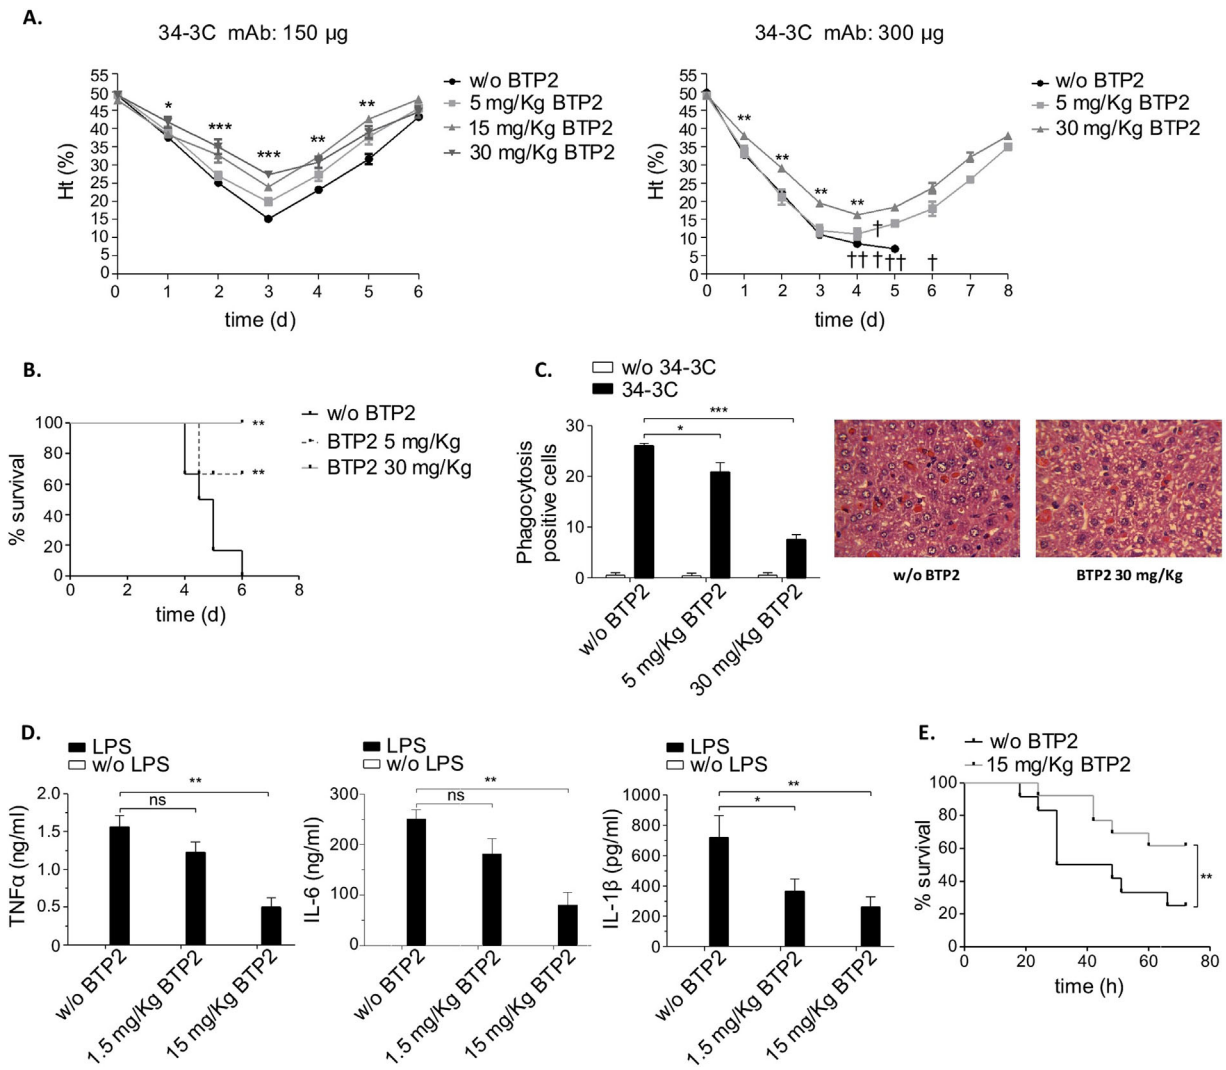 A.
34-3C mAb: 150 µg
34-3C mAb: 300 µg
w/o BTP2
5 mg/Kg BTP2
15 mg/Kg BTP2
30 mg/Kg BTP2
Ht (%)
55
50
45
40
35
30
25
20
15
10
5
0
* *** *** ** **
0 1 2 3 4 5 6
time (d)
w/o BTP2
5 mg/Kg BTP2
30 mg/Kg BTP2
Ht (%)
55
50
45
40
35
30
25
20
15
10
5
0
** ** ** **
†
†† † †† †
0 1 2 3 4 5 6 7 8
time (d)
B.
w/o BTP2
BTP2 5 mg/Kg
BTP2 30 mg/Kg
% survival
100
80
60
40
20
0
**
**
0 2 4 6 8
time (d)
C.
w/o 34-3C
34-3C
***
*
Phagocytosis
positive cells
30
20
10
0
w/o BTP2
5 mg/Kg BTP2
30 mg/Kg BTP2
w/o BTP2
BTP2 30 mg/Kg
D.
LPS
w/o LPS
**
ns
TNFα (ng/ml)
2.0
1.5
1.0
0.5
0
w/o BTP2
1.5 mg/Kg BTP2
15 mg/Kg BTP2
LPS
w/o LPS
**
ns
IL-6 (ng/ml)
300
200
100
0
w/o BTP2
1.5 mg/Kg BTP2
15 mg/Kg BTP2
LPS
w/o LPS
**
*
IL-1β (pg/ml)
1000
800
600
400
200
0
w/o BTP2
1.5 mg/Kg BTP2
15 mg/Kg BTP2
E.
w/o BTP2
15 mg/Kg BTP2
% survival
100
80
60
40
20
0
**
0 20 40 60 80
time (h)